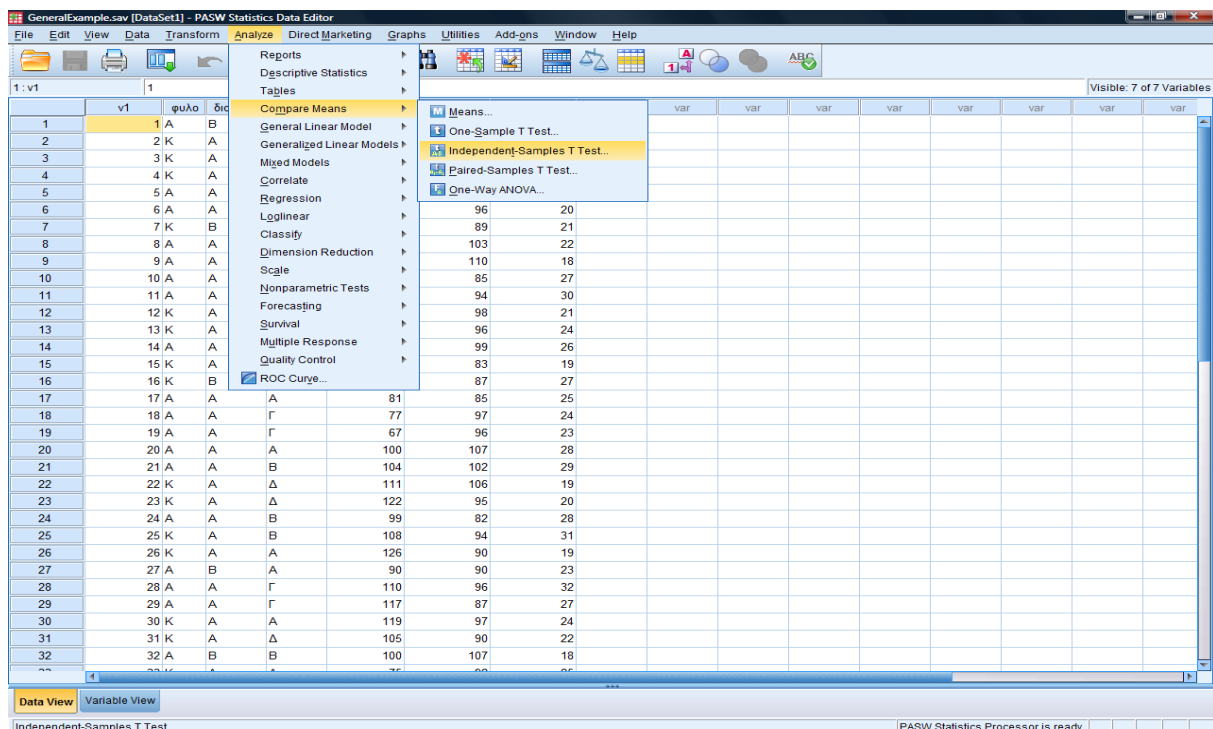 GeneralExample.sav [DataSet1] - PASW Statistics Data Editor
File Edit View Data Transform Analyze Direct Marketing Graphs Utilities Add-ons Window Help
1 : v1 1 Visible: 7 of 7 Variables
Reports
Descriptive Statistics
Tables
Compare Means
General Linear Model
Generalized Linear Models
Mixed Models
Correlate
Regression
Loglinear
Classify
Dimension Reduction
Scale
Nonparametric Tests
Forecasting
Survival
Multiple Response
Quality Control
ROC Curve...
Means...
One-Sample T Test...
Independent-Samples T Test...
Paired-Samples T Test...
One-Way ANOVA...
v1 φυλο var var var var var var var var
1 1 Α Β
2 2 Κ Α
3 3 Κ Α
4 4 Κ Α
5 5 Α Α
6 6 Α Α 96 20
7 7 Κ Β 89 21
8 8 Α Α 103 22
9 9 Α Α 110 18
10 10 Α Α 85 27
11 11 Α Α 94 30
12 12 Κ Α 98 21
13 13 Κ Α 96 24
14 14 Α Α 99 26
15 15 Κ Α 83 19
16 16 Κ Β 87 27
17 17 Α Α Α 81 85 25
18 18 Α Α Γ 77 97 24
19 19 Α Α Γ 67 96 23
20 20 Α Α Α 100 107 28
21 21 Α Α Β 104 102 29
22 22 Κ Α Δ 111 106 19
23 23 Κ Α Δ 122 95 20
24 24 Α Α Β 99 82 28
25 25 Κ Α Β 108 94 31
26 26 Κ Α Α 126 90 19
27 27 Α Β Α 90 90 23
28 28 Α Α Γ 110 96 32
29 29 Α Α Γ 117 87 27
30 30 Κ Α Α 119 97 24
31 31 Κ Α Δ 105 90 22
32 32 Α Β Β 100 107 18
Data View Variable View
Independent-Samples T Test PASW Statistics Processor is ready